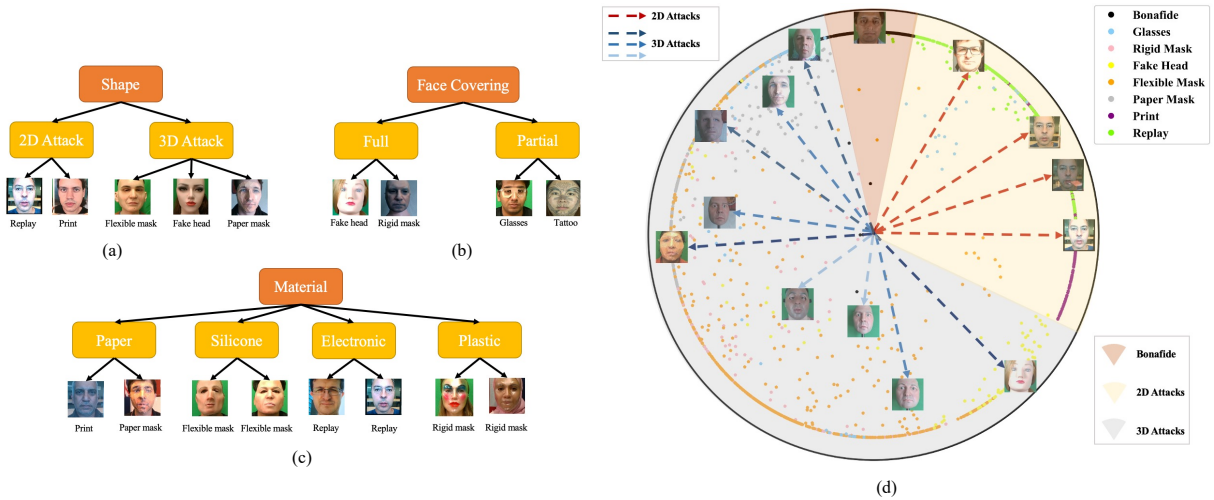 Shape
2D Attack 3D Attack
Replay Print Flexible mask Fake head Paper mask
(a)
Face Covering
Full Partial
Fake head Rigid mask Glasses Tattoo
(b)
Material
Paper Silicone Electronic Plastic
Print Paper mask Flexible mask Flexible mask Replay Replay Rigid mask Rigid mask
(c)
2D Attacks
3D Attacks
Bonafide
Glasses
Rigid Mask
Fake Head
Flexible Mask
Paper Mask
Print
Replay
Bonafide
2D Attacks
3D Attacks
(d)